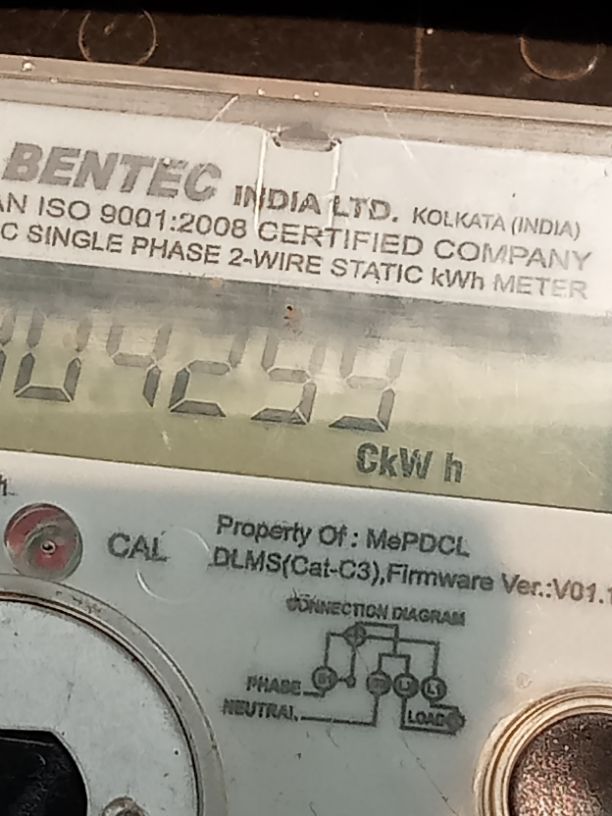 BENTEC INDIA LTD. KOLKATA (INDIA)
AN ISO 9001:2008 CERTIFIED COMPANY
C SINGLE PHASE 2-WIRE STATIC kWh METER
04299
CkW h
CAL
Property Of : MePDCL
DLMS(Cat-C3),Firmware Ver.:V01.1
CONNECTION DIAGRAM
PHASE
NEUTRAL
LOAD